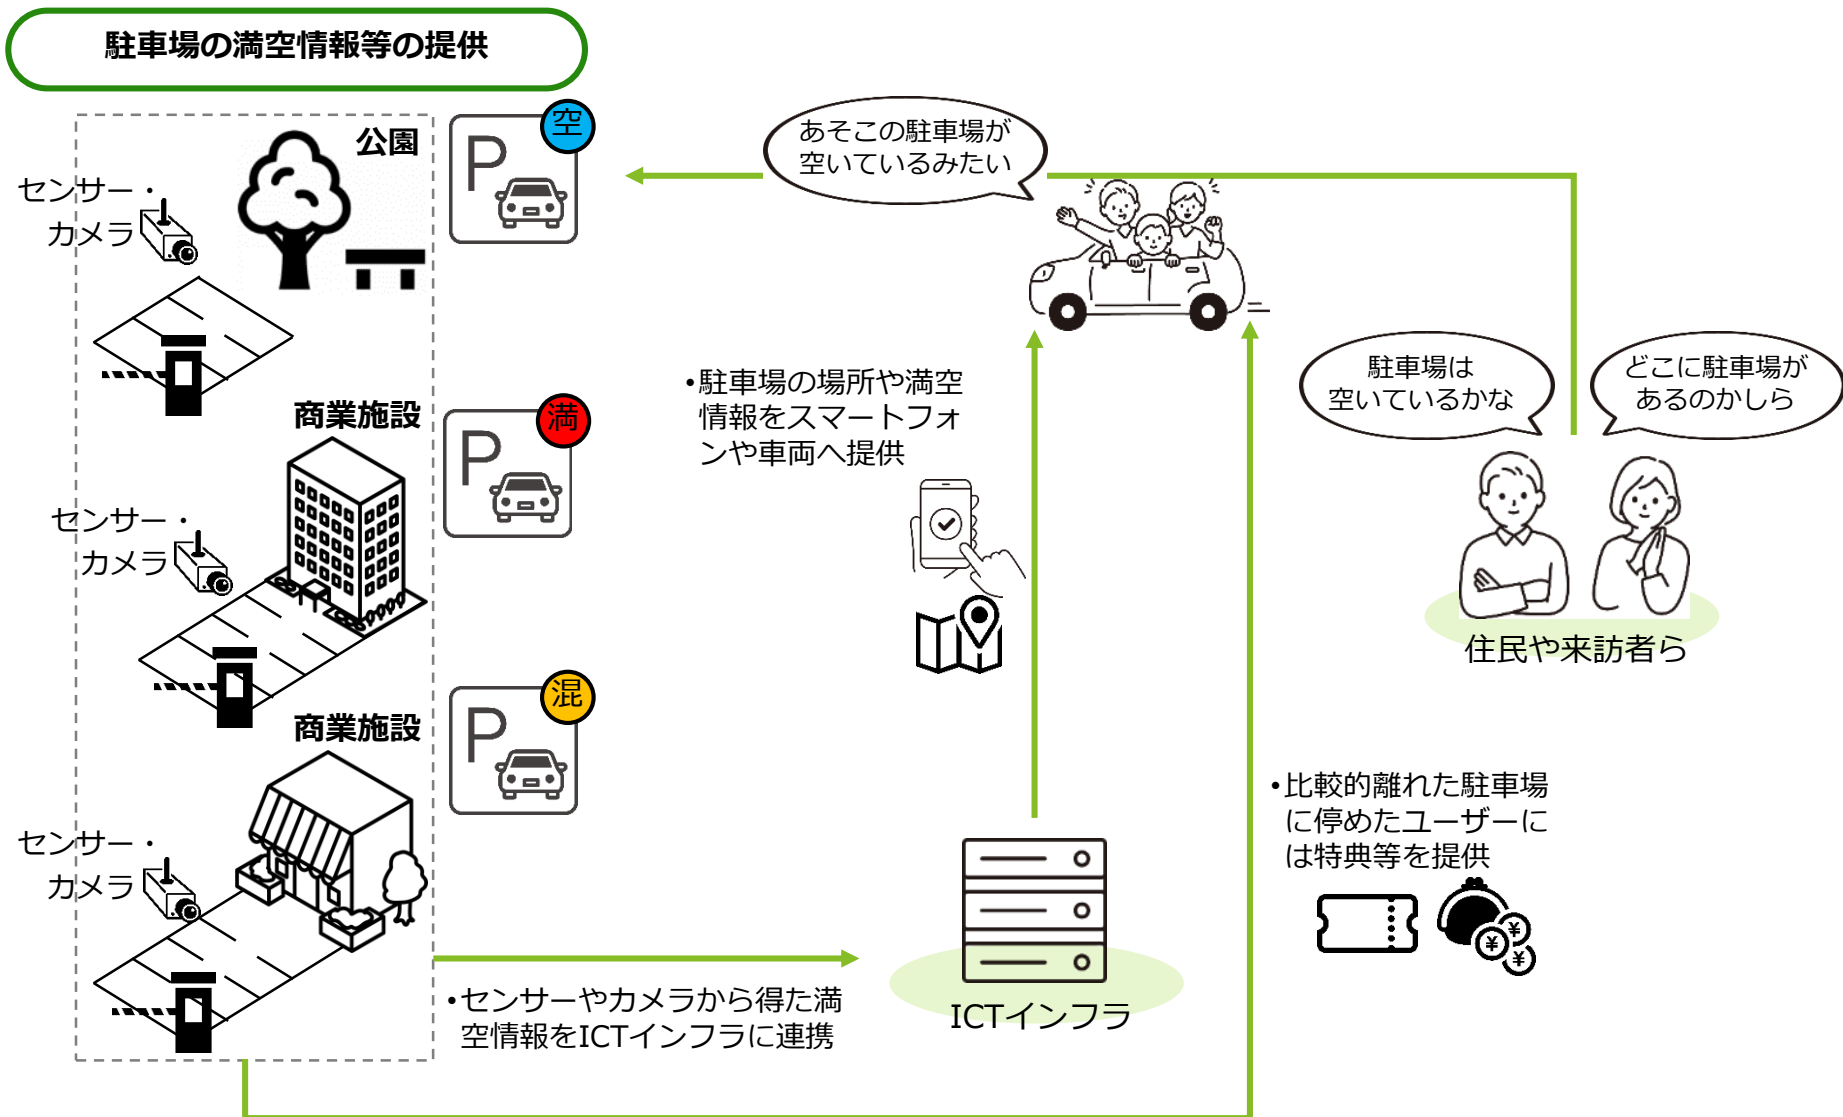 駐車場の満空情報等の提供
公園
空
センサー・
カメラ
P
あそこの駐車場が
空いているみたい
駐車場は
空いているかな
どこに駐車場が
あるのかしら
•駐車場の場所や満空
情報をスマートフォ
ンや車両へ提供
商業施設
満
P
センサー・
カメラ
住民や来訪者ら
商業施設
混
P
センサー・
カメラ
•比較的離れた駐車場
に停めたユーザーに
は特典等を提供
¥
¥
¥
•センサーやカメラから得た満
空情報をICTインフラに連携
ICTインフラ